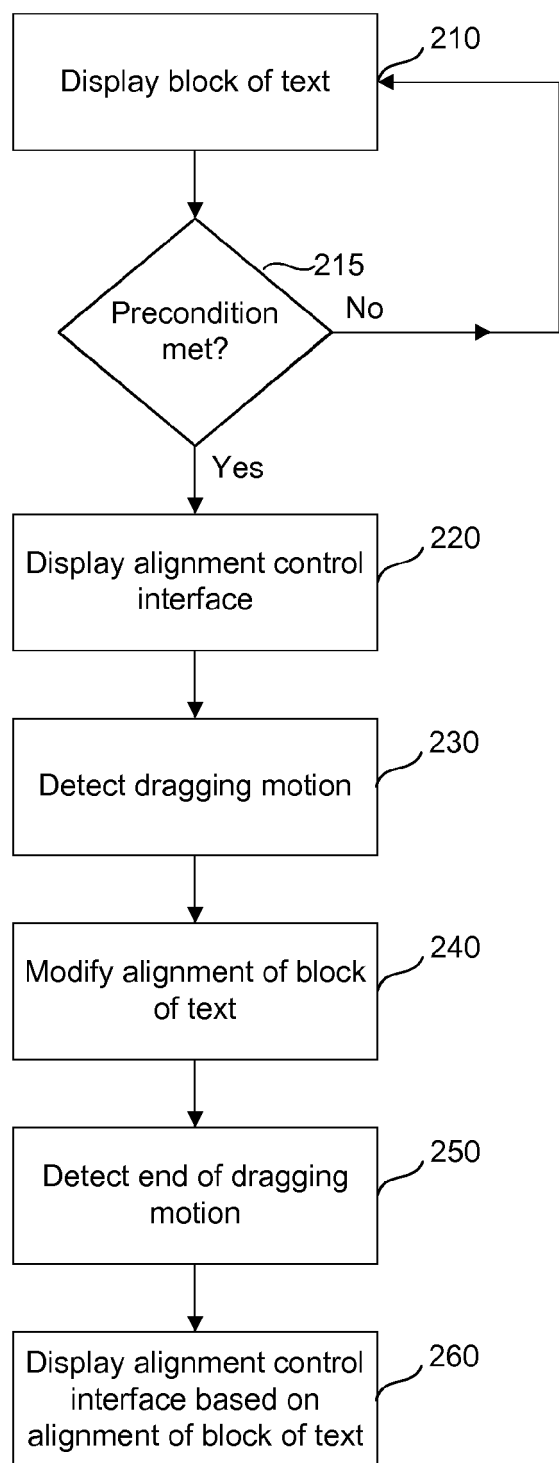 210
Display block of text
215
Precondition
met?
No
Yes
220
Display alignment control
interface
230
Detect dragging motion
240
Modify alignment of block
of text
250
Detect end of dragging
motion
260
Display alignment control
interface based on
alignment of block of text